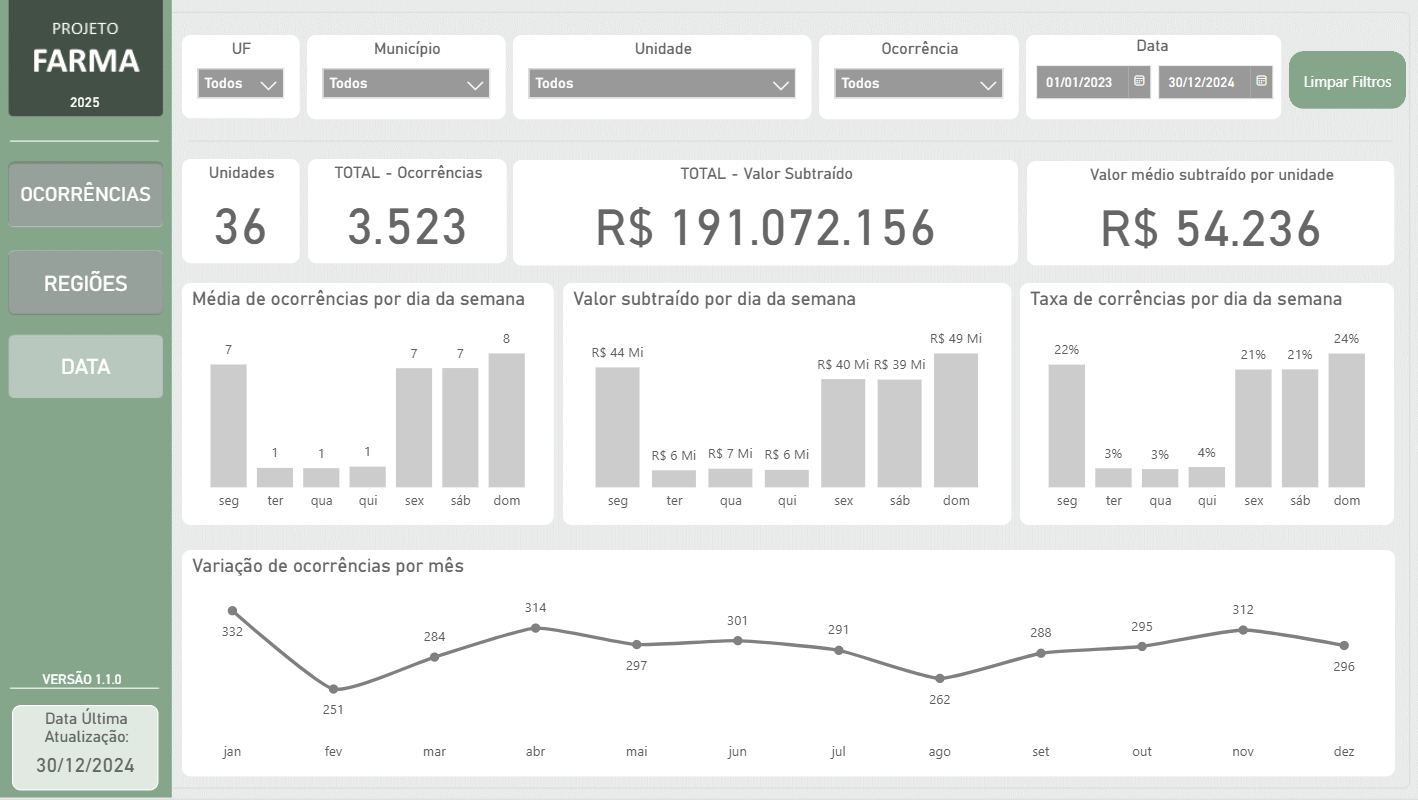 PROJETO
FARMA
2025
OCORRÊNCIAS
REGIÕES
DATA
VERSÃO 1.1.0
Data Última
Atualização:
30/12/2024
UF
Todos
Município
Todos
Unidade
Todos
Ocorrência
Todos
Data
01/01/2023
30/12/2024
Limpar Filtros
Unidades
36
TOTAL - Ocorrências
3.523
TOTAL - Valor Subtraído
R$ 191.072.156
Valor médio subtraído por unidade
R$ 54.236
Média de ocorrências por dia da semana
7 1 1 1 7 7 8
seg ter qua qui sex sáb dom
Valor subtraído por dia da semana
R$ 44 Mi R$ 6 Mi R$ 7 Mi R$ 6 Mi R$ 40 Mi R$ 39 Mi R$ 49 Mi
seg ter qua qui sex sáb dom
Taxa de corrências por dia da semana
22% 3% 3% 4% 21% 21% 24%
seg ter qua qui sex sáb dom
Variação de ocorrências por mês
332 251 284 314 297 301 291 262 288 295 312 296
jan fev mar abr mai jun jul ago set out nov dez